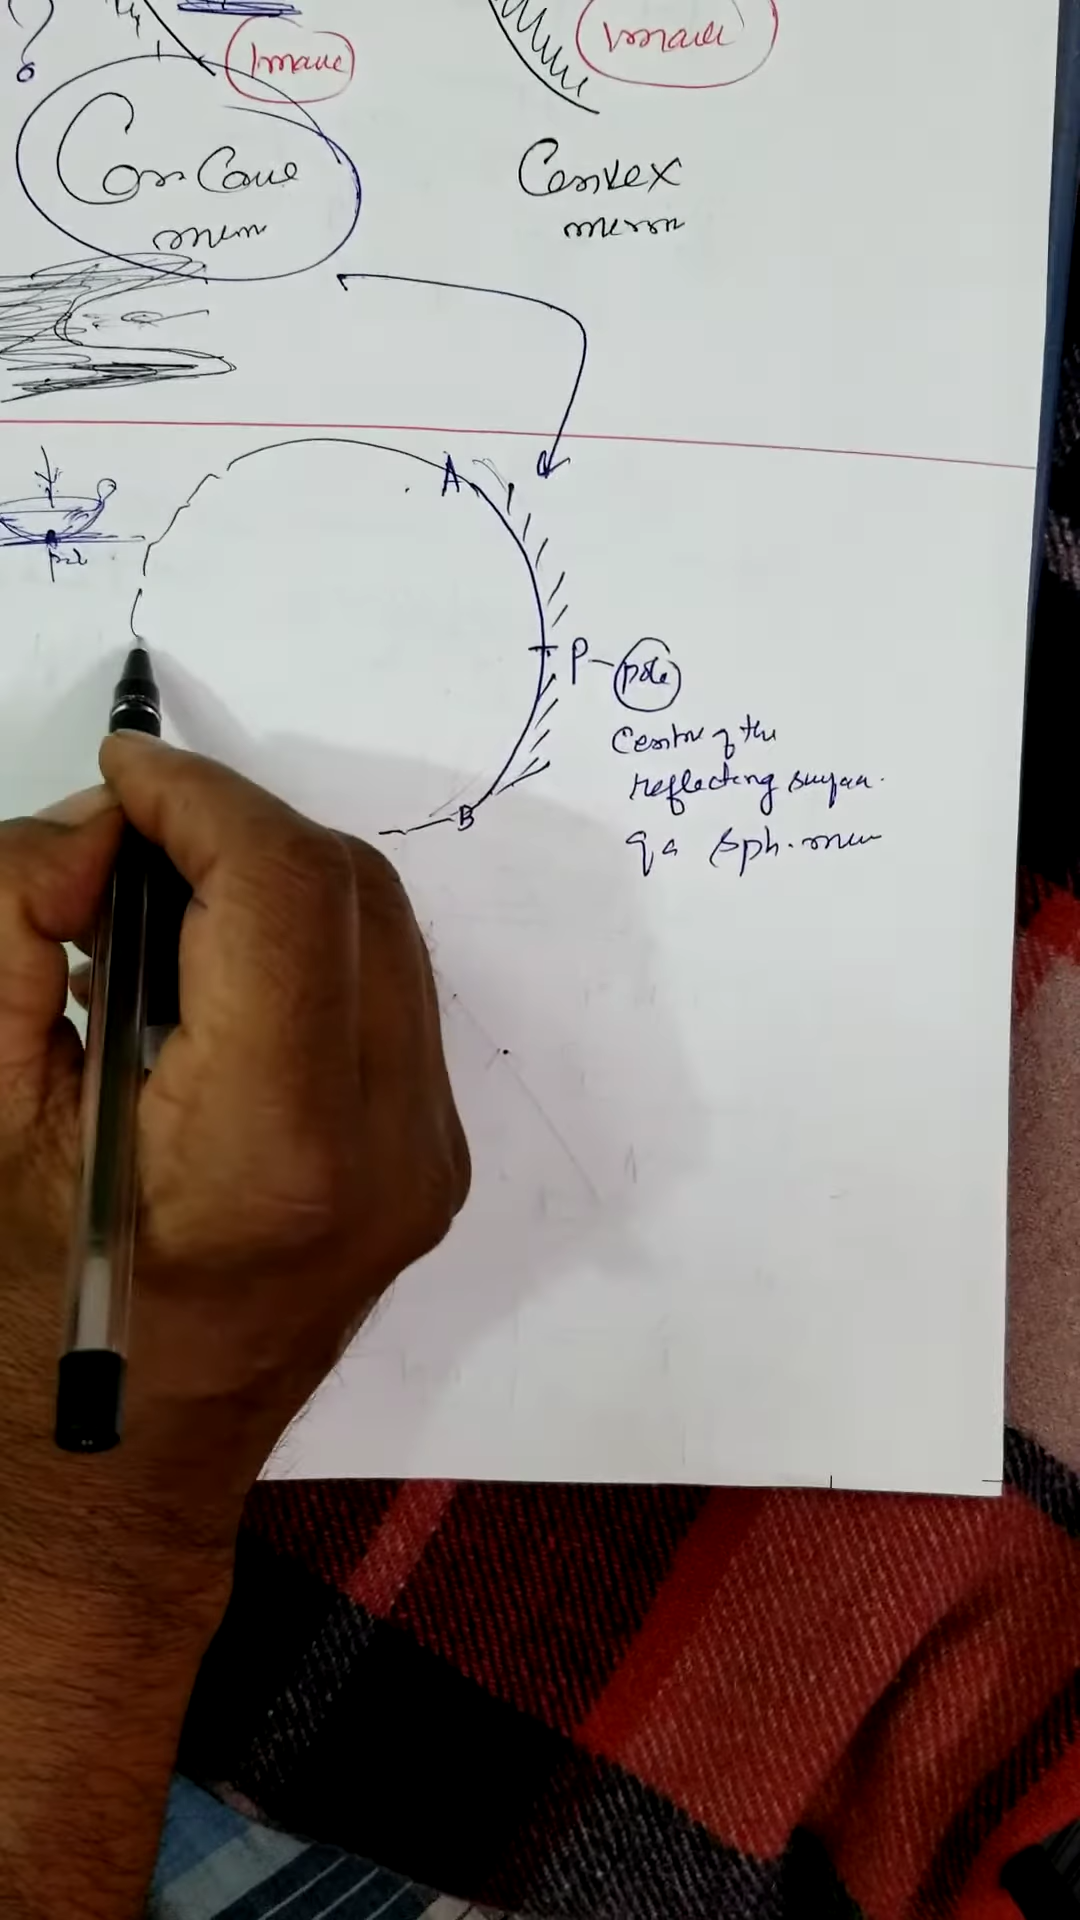 ?
Image
Image
Concave
mirror
Convex
mirror
A
P - pole
Centre of the
reflecting surface.
of a sph. mirror
B